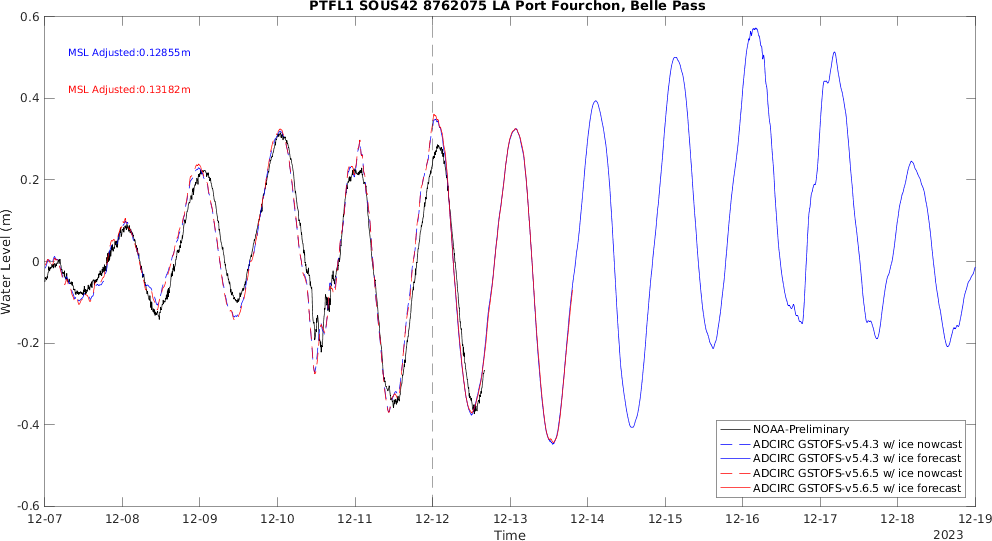 PTFL1 SOUS42 8762075 LA Port Fourchon, Belle Pass
0.6
MSL Adjusted:0.12855m
MSL Adjusted:0.13182m
0.4
0.2
0
-0.2
-0.4
-0.6
Water Level (m)
NOAA-Preliminary
ADCIRC GSTOFS-v5.4.3 w/ ice nowcast
ADCIRC GSTOFS-v5.4.3 w/ ice forecast
ADCIRC GSTOFS-v5.6.5 w/ ice nowcast
ADCIRC GSTOFS-v5.6.5 w/ ice forecast
12-07 12-08 12-09 12-10 12-11 12-12 12-13 12-14 12-15 12-16 12-17 12-18 12-19
Time
2023